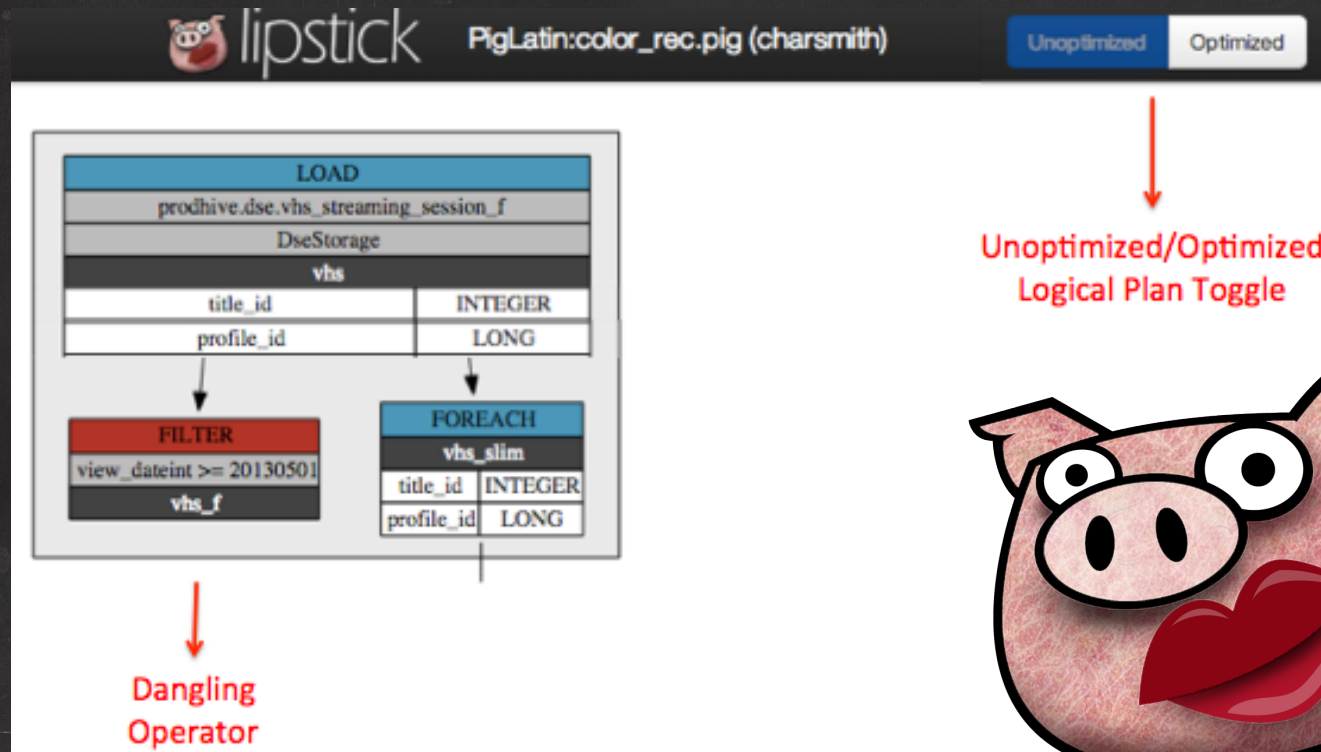 lipstick PigLatin:color_rec.pig (charsmith) Unoptimized Optimized
LOAD
prodhive.dse.vhs_streaming_session_f
DseStorage
vhs
title_id INTEGER
profile_id LONG
FILTER
view_dateint >= 20130501
vhs_f
FOREACH
vhs_slim
title_id INTEGER
profile_id LONG
Unoptimized/Optimized
Logical Plan Toggle
Dangling
Operator